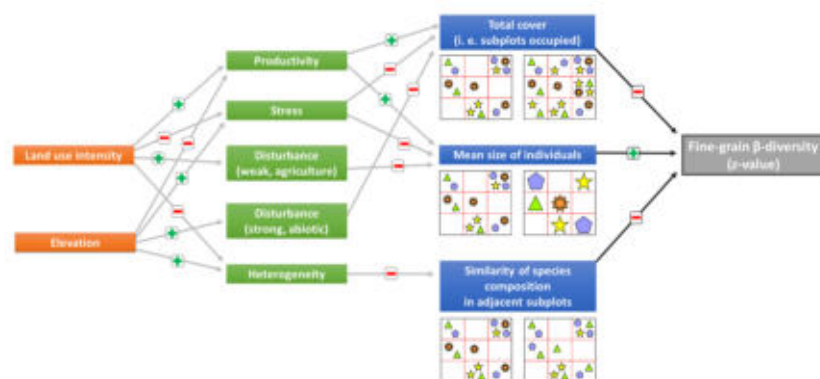 Total cover
(i. e. subplots occupied)
Productivity
Stress
Land use intensity
Disturbance
(weak, agriculture)
Mean size of individuals
Fine-grain β-diversity
(z-value)
Disturbance
(strong, abiotic)
Elevation
Heterogeneity
Similarity of species
composition
in adjacent subplots